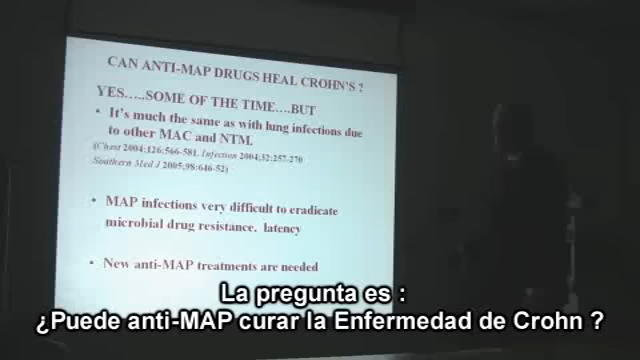 CAN ANTI-MAP DRUGS HEAL CROHN'S ?
YES.....SOME OF THE TIME....BUT
• It's much the same as with lung infections due
to other MAC and NTM.
(Chest 2004;126:566-581. Infection 2004;32:257-270
Southern Med J 2005;98:646-52)
• MAP infections very difficult to eradicate
microbial drug resistance. latency
• New anti-MAP treatments are needed
La pregunta es :
¿Puede anti-MAP curar la Enfermedad de Crohn ?